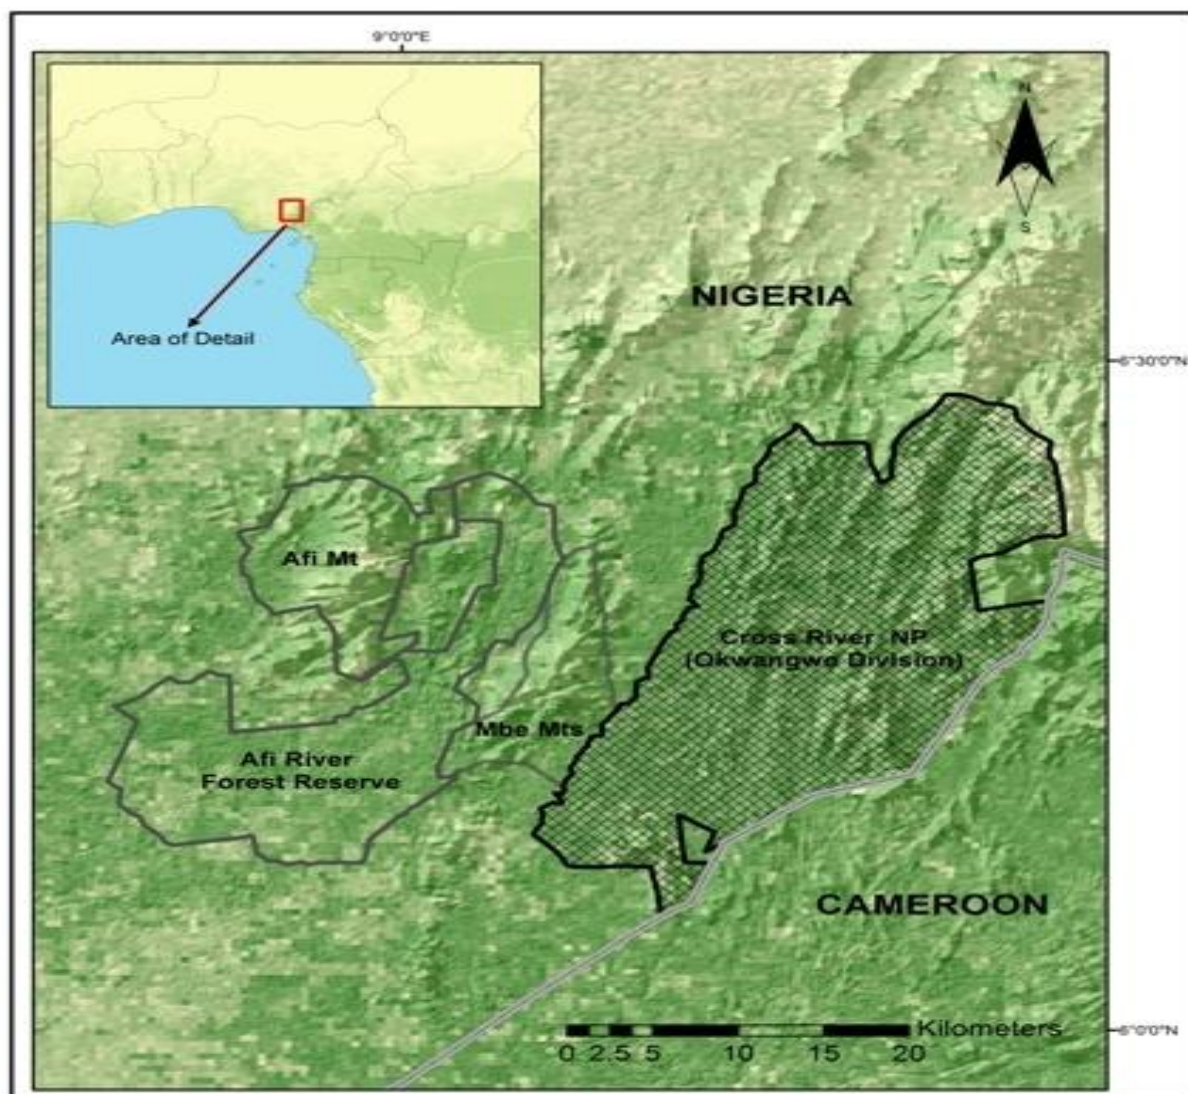 9°0'0"E
N
S
Area of Detail
NIGERIA
6°30'0"N
Afi Mt
Cross River NP
(Okwangwo Division)
Mbe Mts
Afi River
Forest Reserve
CAMEROON
Kilometers
0 2.5 5 10 15 20
6°0'0"N